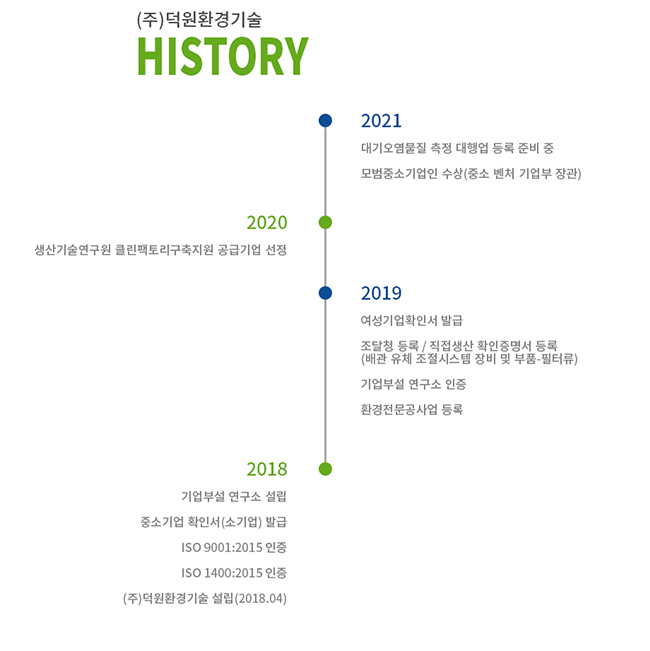 (주)덕원환경기술
HISTORY
2021
대기오염물질 측정 대행업 등록 준비 중
모범중소기업인 수상(중소 벤처 기업부 장관)
2020
생산기술연구원 클린팩토리구축지원 공급기업 선정
2019
여성기업확인서 발급
조달청 등록 / 직접생산 확인증명서 등록
(배관 유체 조절시스템 장비 및 부품-필터류)
기업부설 연구소 인증
환경전문공사업 등록
2018
기업부설 연구소 설립
중소기업 확인서(소기업) 발급
ISO 9001:2015 인증
ISO 1400:2015 인증
(주)덕원환경기술 설립(2018.04)